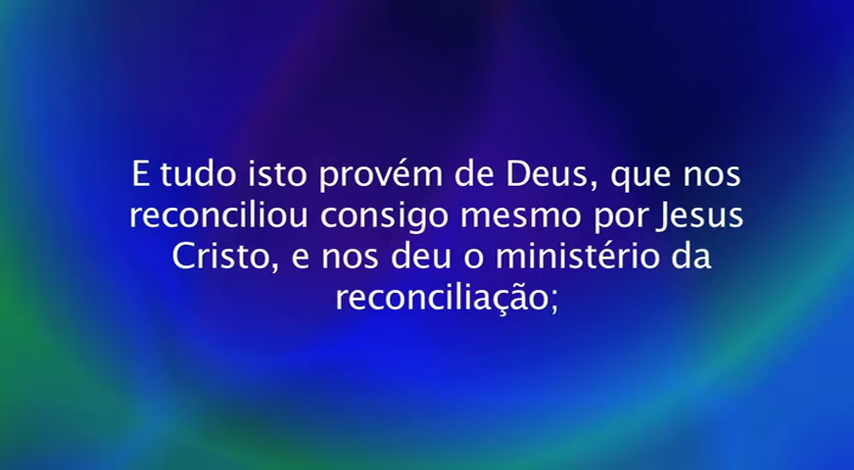 E tudo isto provém de Deus, que nos
reconciliou consigo mesmo por Jesus
Cristo, e nos deu o ministério da
reconciliação;